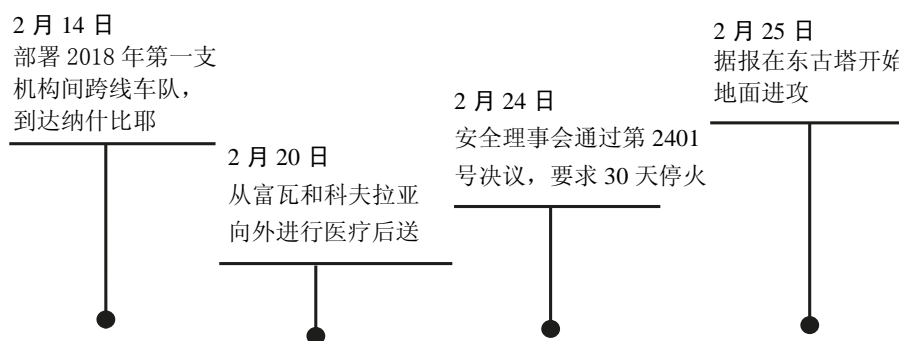 2 月 14 日
部署 2018 年第一支
机构间跨线车队，
到达纳什比耶
2 月 20 日
从富瓦和科夫拉亚
向外进行医疗后送
2 月 24 日
安全理事会通过第 2401
号决议，要求 30 天停火
2 月 25 日
据报在东古塔开始
地面进攻